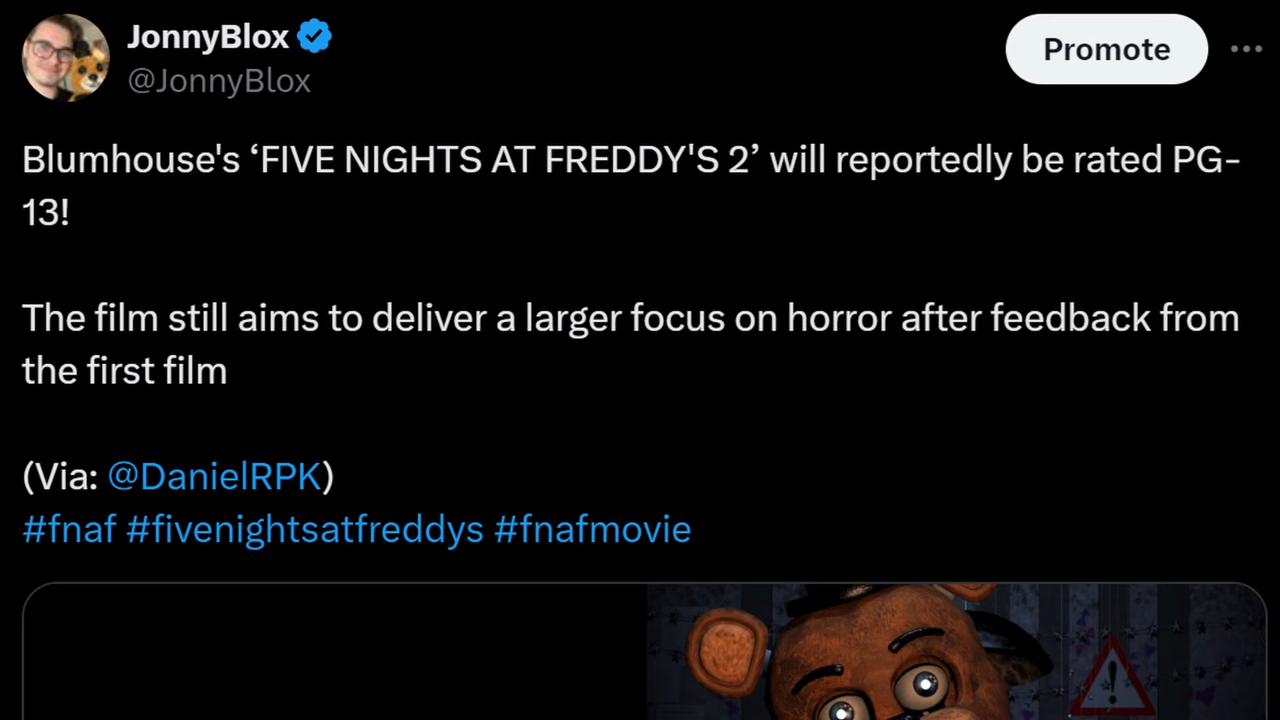 JonnyBlox
@JonnyBlox
Promote
Blumhouse's ‘FIVE NIGHTS AT FREDDY'S 2’ will reportedly be rated PG-
13!
The film still aims to deliver a larger focus on horror after feedback from
the first film
(Via: @DanielRPK)
#fnaf #fivenightsatfreddys #fnafmovie